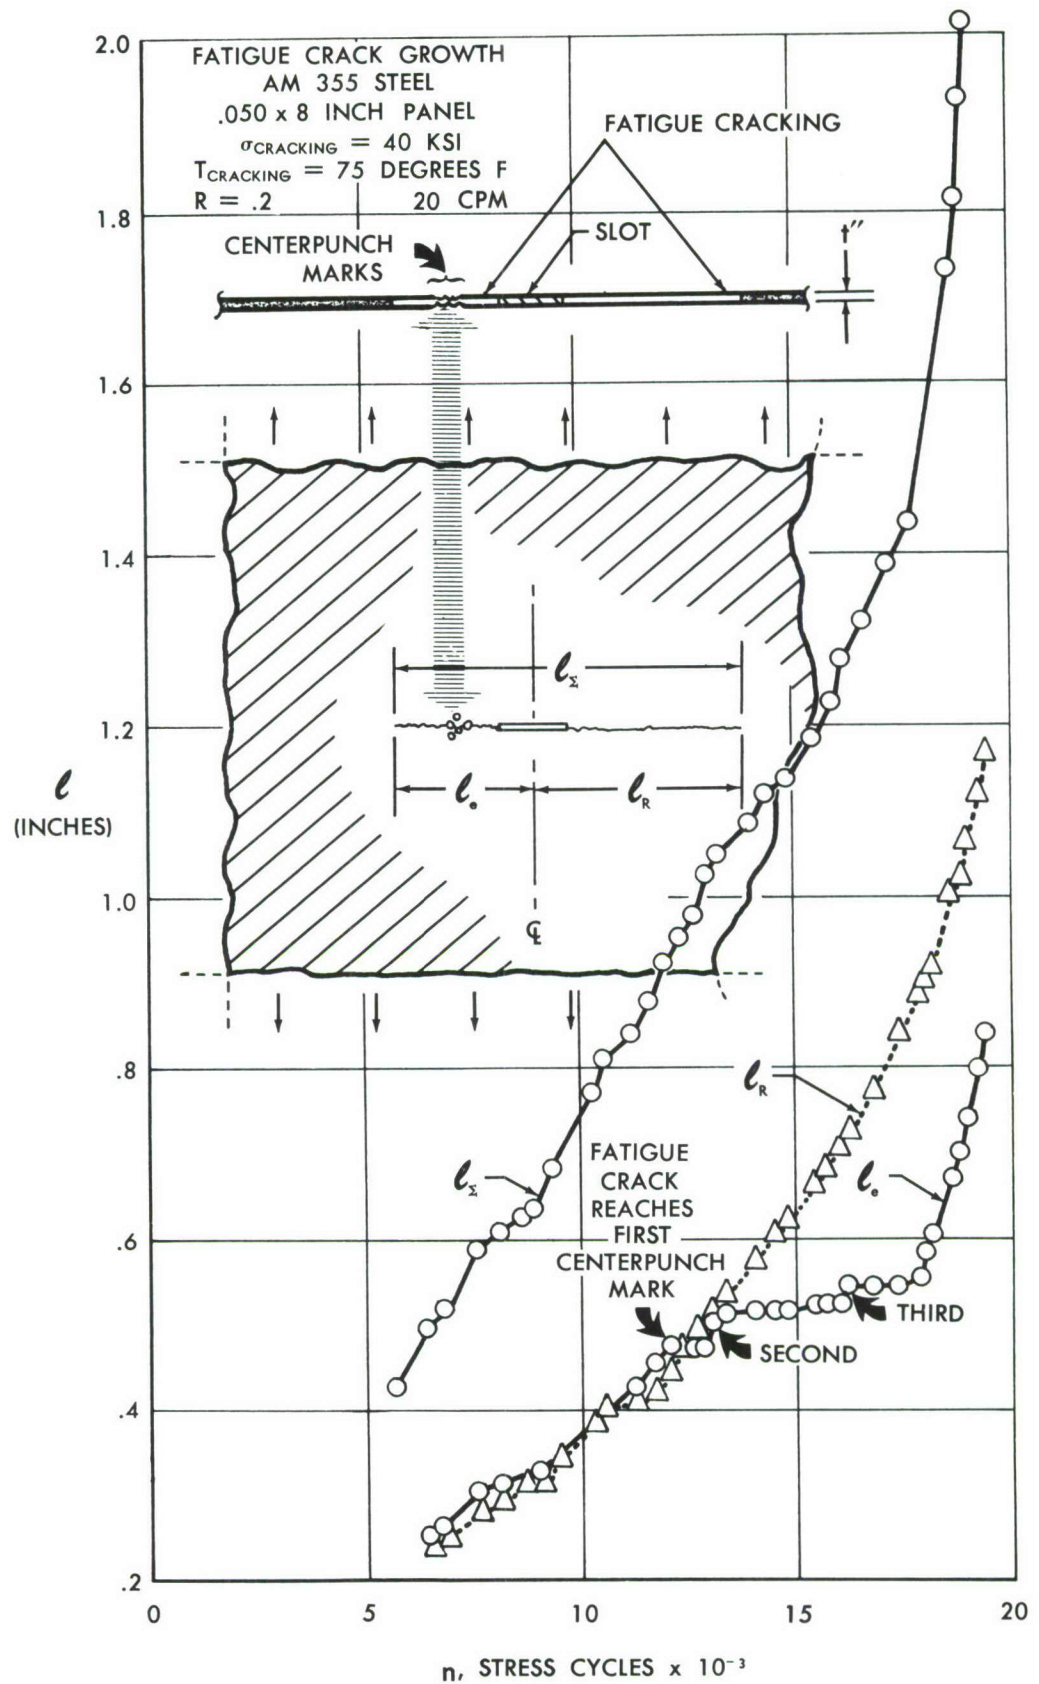 FATIGUE CRACK GROWTH
AM 355 STEEL
.050 x 8 INCH PANEL
σCRACKING = 40 KSI
TCRACKING = 75 DEGREES F
R = .2 20 CPM
FATIGUE CRACKING
SLOT
CENTERPUNCH
MARKS
t"
ℓΣ
ℓe
ℓR
℄
ℓR
ℓΣ
ℓe
FATIGUE
CRACK
REACHES
FIRST
CENTERPUNCH
MARK
THIRD
SECOND
2.0
1.8
1.6
1.4
1.2
1.0
.8
.6
.4
.2
ℓ
(INCHES)
0 5 10 15 20
n, STRESS CYCLES x 10⁻³